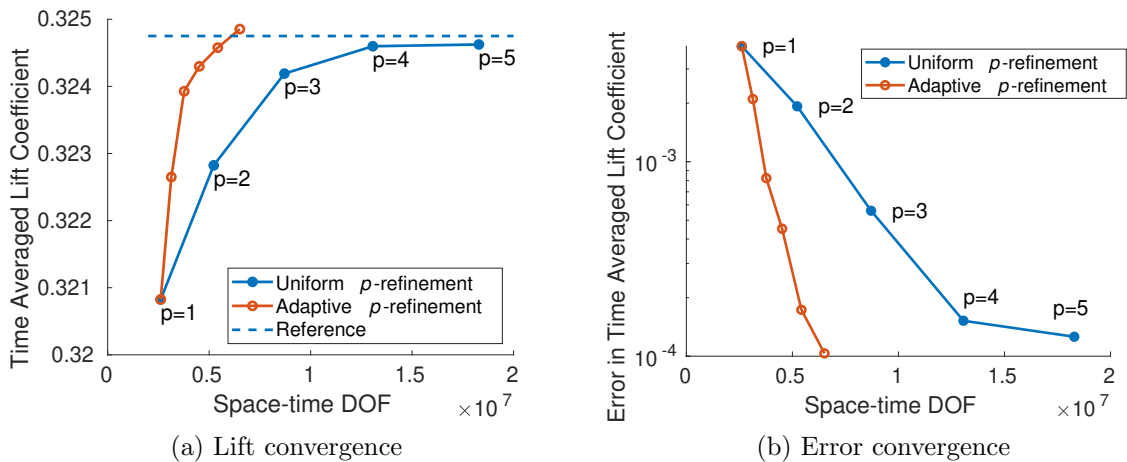 0.325
0.324
0.323
0.322
0.321
0.32
Time Averaged Lift Coefficient
p=1
p=2
p=3
p=4
p=5
Uniform p-refinement
Adaptive p-refinement
Reference
0 0.5 1 1.5 2
Space-time DOF ×10^7
(a) Lift convergence
Error in Time Averaged Lift Coefficient
10^-3
10^-4
p=1
p=2
p=3
p=4
p=5
Uniform p-refinement
Adaptive p-refinement
0 0.5 1 1.5 2
Space-time DOF ×10^7
(b) Error convergence